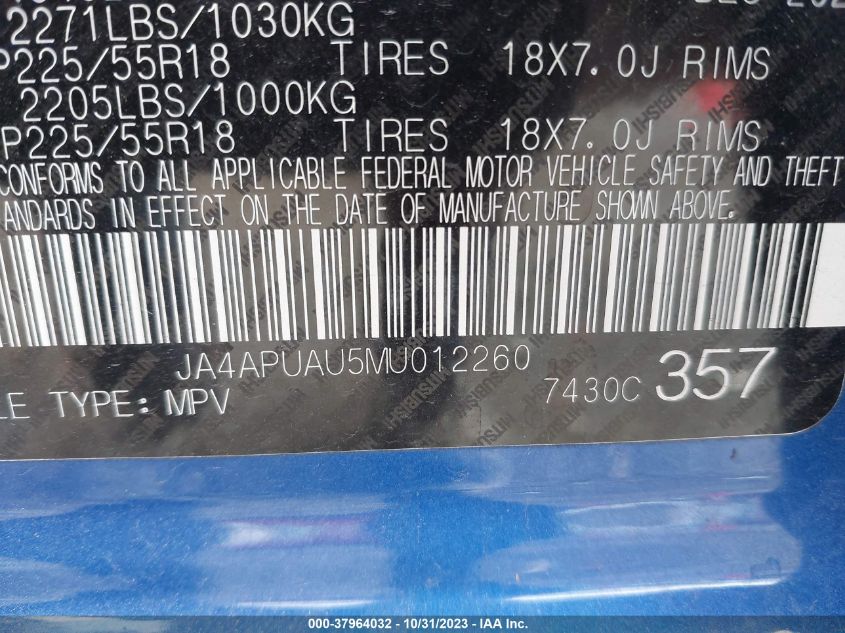 2271LBS/1030KG
P225/55R18 TIRES 18X7.0J RIMS
2205LBS/1000KG
P225/55R18 TIRES 18X7.0J RIMS
CONFORMS TO ALL APPLICABLE FEDERAL MOTOR VEHICLE SAFETY AND THEFT
ANDARDS IN EFFECT ON THE DATE OF MANUFACTURE SHOWN ABOVE.
JA4APUAU5MU012260
LE TYPE: MPV 7430C 357
000-37964032 - 10/31/2023 - IAA Inc.